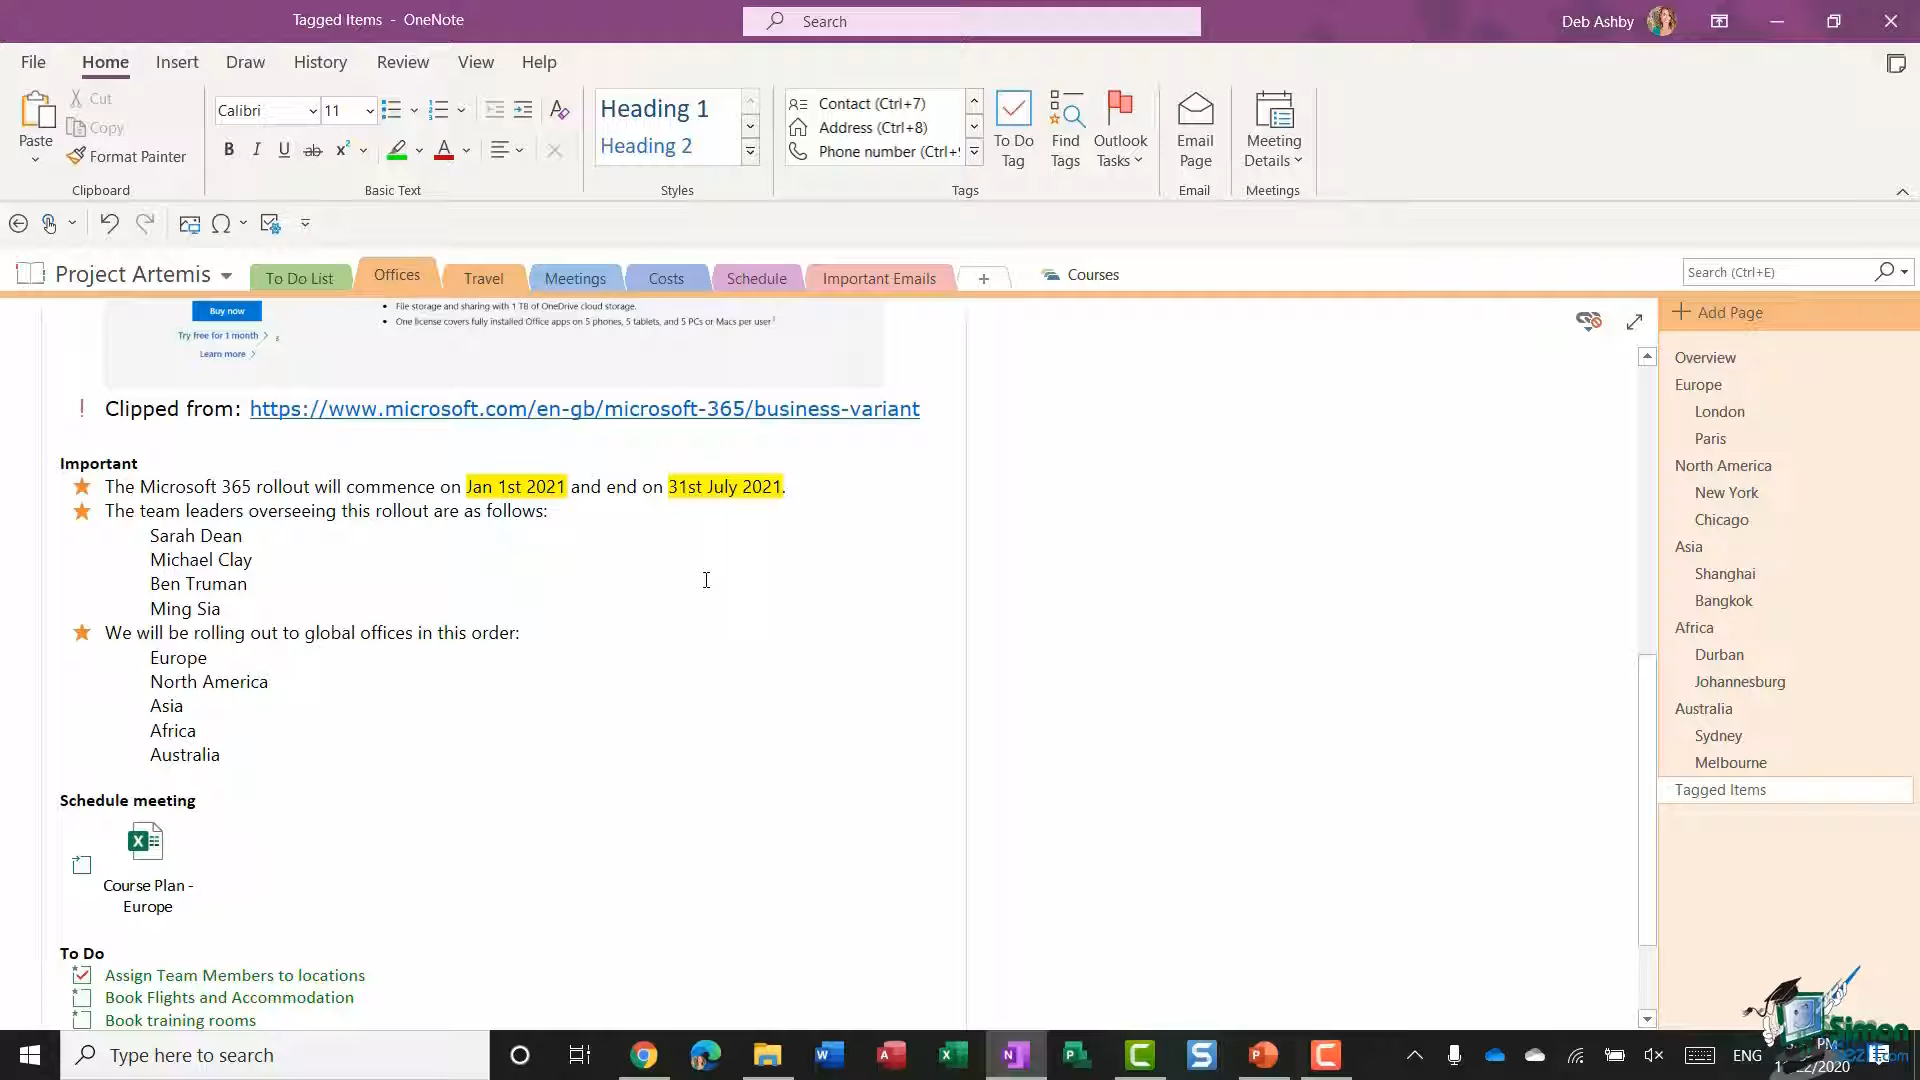 Tagged Items - OneNote
Search
Deb Ashby
File Home Insert Draw History Review View Help
Paste
Cut
Copy
Format Painter
Clipboard
Calibri 11
B I U ab x²
Basic Text
Heading 1
Heading 2
Styles
Contact (Ctrl+7)
Address (Ctrl+8)
Phone number (Ctrl+
Tags
To Do
Tag
Find
Tags
Outlook
Tasks
Email
Page
Email
Meeting
Details
Meetings
Project Artemis
To Do List Offices Travel Meetings Costs Schedule Important Emails +
Courses
Search (Ctrl+E)
Buy now
Try free for 1 month
Learn more
File storage and sharing with 1 TB of OneDrive cloud storage.
One license covers fully installed Office apps on 5 phones, 5 tablets, and 5 PCs or Macs per user
! Clipped from: https://www.microsoft.com/en-gb/microsoft-365/business-variant
Important
The Microsoft 365 rollout will commence on Jan 1st 2021 and end on 31st July 2021.
The team leaders overseeing this rollout are as follows:
Sarah Dean
Michael Clay
Ben Truman
Ming Sia
We will be rolling out to global offices in this order:
Europe
North America
Asia
Africa
Australia
Schedule meeting
Course Plan -
Europe
To Do
Assign Team Members to locations
Book Flights and Accommodation
Book training rooms
Add Page
Overview
Europe
London
Paris
North America
New York
Chicago
Asia
Shanghai
Bangkok
Africa
Durban
Johannesburg
Australia
Sydney
Melbourne
Tagged Items
Type here to search
ENG